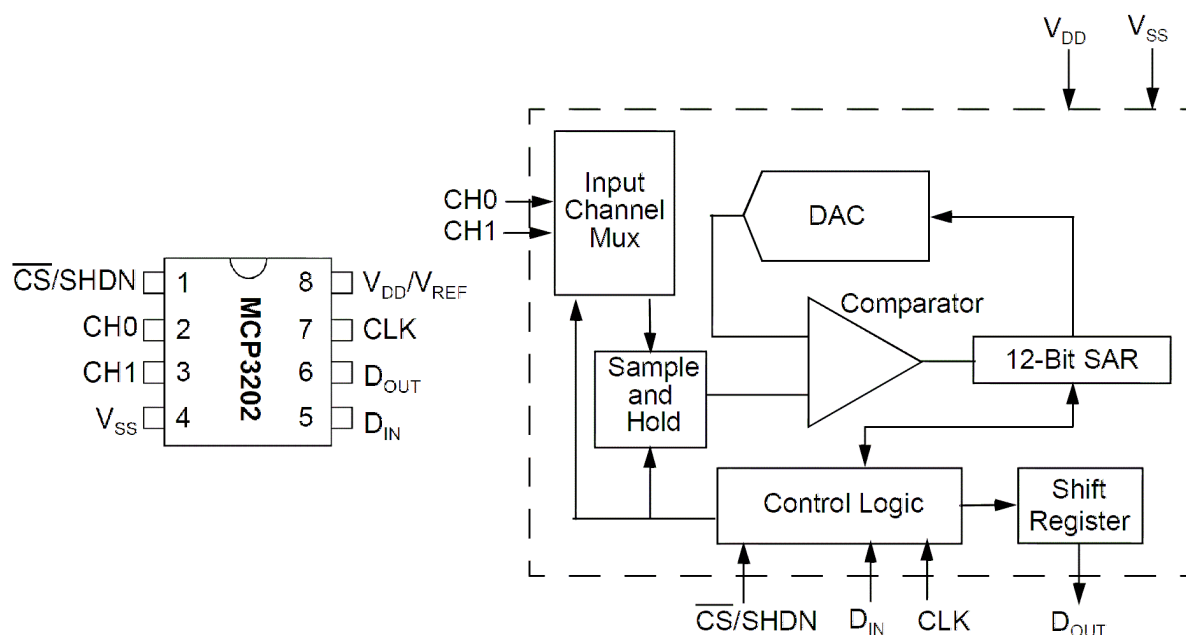 V_DD V_SS
CH0
CH1
Input
Channel
Mux
DAC
Comparator
Sample
and
Hold
12-Bit SAR
Control Logic
Shift
Register
C̅S̅/SHDN D_IN CLK D_OUT
C̅S̅/SHDN 1 8 V_DD/V_REF
CH0 2 7 CLK
CH1 3 6 D_OUT
V_SS 4 5 D_IN
MCP3202